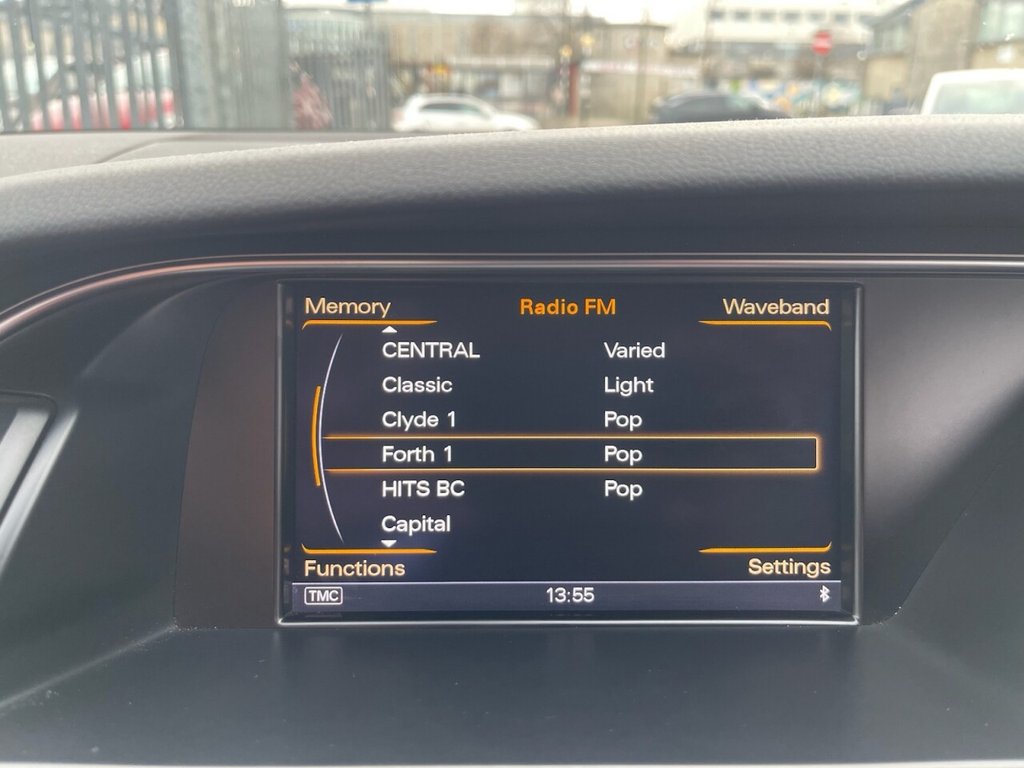 Memory Radio FM Waveband
CENTRAL Varied
Classic Light
Clyde 1 Pop
Forth 1 Pop
HITS BC Pop
Capital
Functions Settings
TMC 13:55